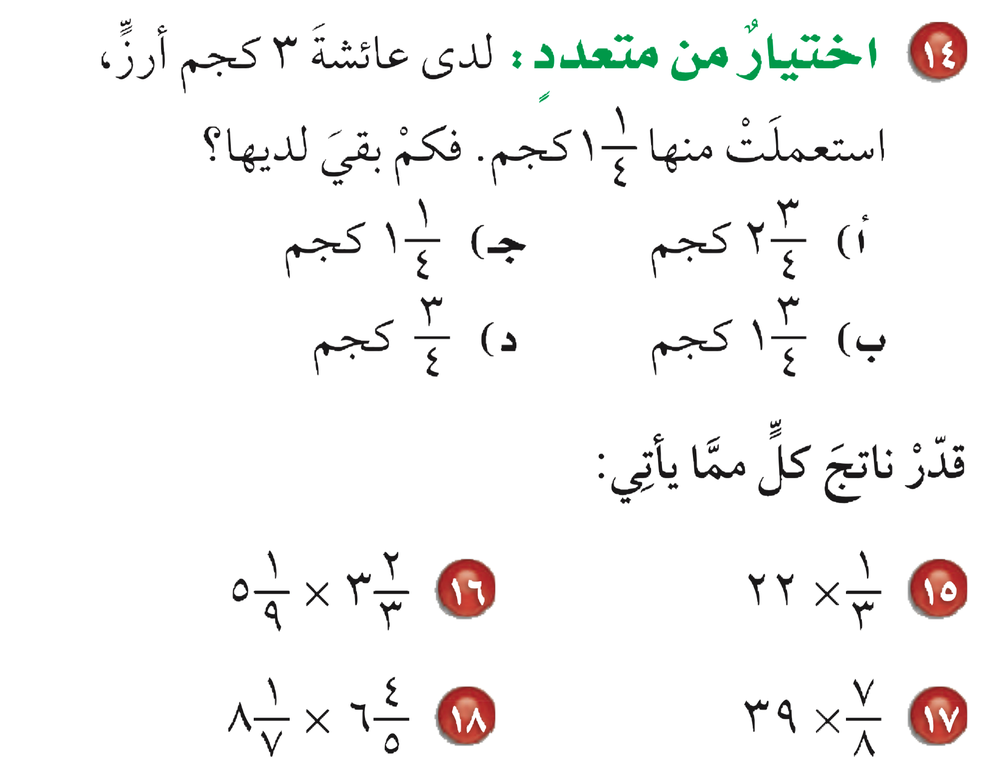 ١٤ اختيارٌ من متعددٍ: لدى عائشةَ ٣ كجم أرزٍّ،
استعملَتْ منها ١ ١/٤ كجم. فكمْ بقيَ لديها؟
أ) ٢ ٣/٤ كجم جـ) ١ ١/٤ كجم
ب) ١ ٣/٤ كجم د) ٣/٤ كجم
قدّرْ ناتجَ كلٍّ ممَّا يأتِي:
١٥ ١/٣ × ٢٢ ١٦ ٣ ٢/٣ × ٥ ١/٩
١٧ ٧/٨ × ٣٩ ١٨ ٦ ٤/٥ × ٨ ١/٧